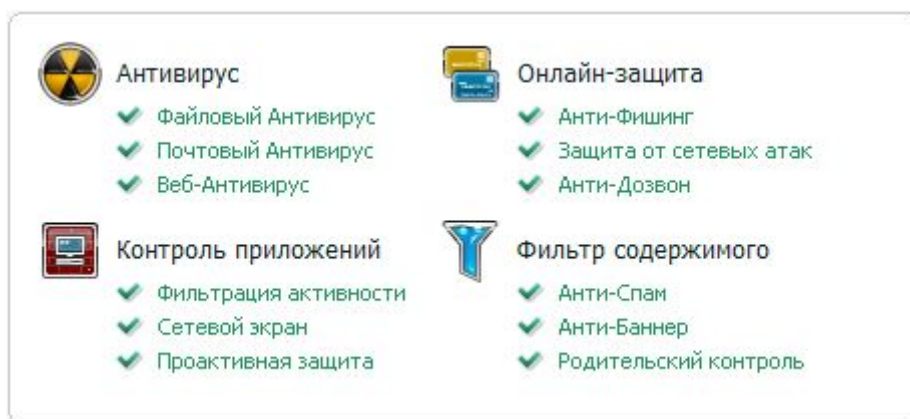 Антивирус
Файловый Антивирус
Почтовый Антивирус
Веб-Антивирус
Онлайн-защита
Анти-Фишинг
Защита от сетевых атак
Анти-Дозвон
Контроль приложений
Фильтрация активности
Сетевой экран
Проактивная защита
Фильтр содержимого
Анти-Спам
Анти-Баннер
Родительский контроль